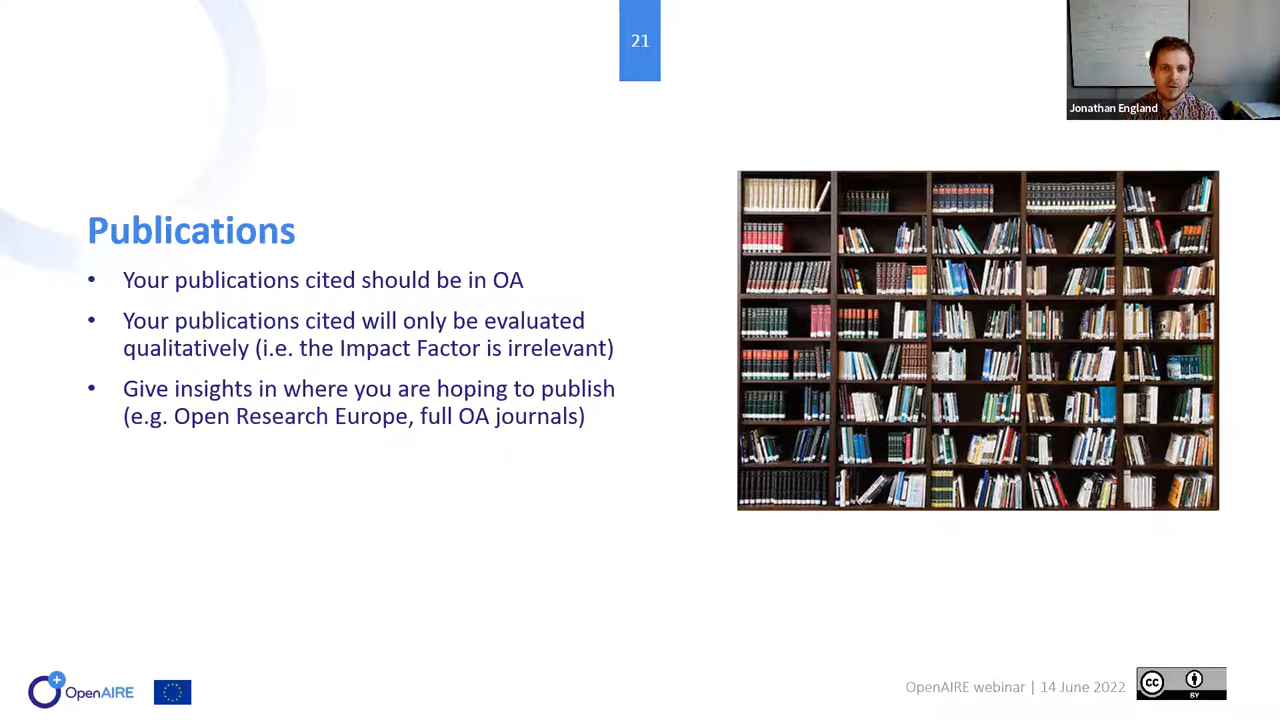 21
Jonathan England
Publications
• Your publications cited should be in OA
• Your publications cited will only be evaluated
qualitatively (i.e. the Impact Factor is irrelevant)
• Give insights in where you are hoping to publish
(e.g. Open Research Europe, full OA journals)
OpenAIRE
OpenAIRE webinar | 14 June 2022
cc
BY